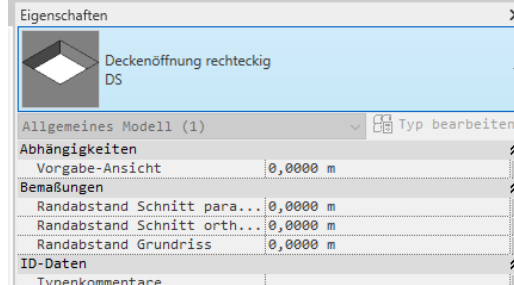 Eigenschaften
Deckenöffnung rechteckig
DS
Allgemeines Modell (1)
Typ bearbeiten
Abhängigkeiten
Vorgabe-Ansicht 0,0000 m
Bemaßungen
Randabstand Schnitt para... 0,0000 m
Randabstand Schnitt orth... 0,0000 m
Randabstand Grundriss 0,0000 m
ID-Daten
Typenkommentare